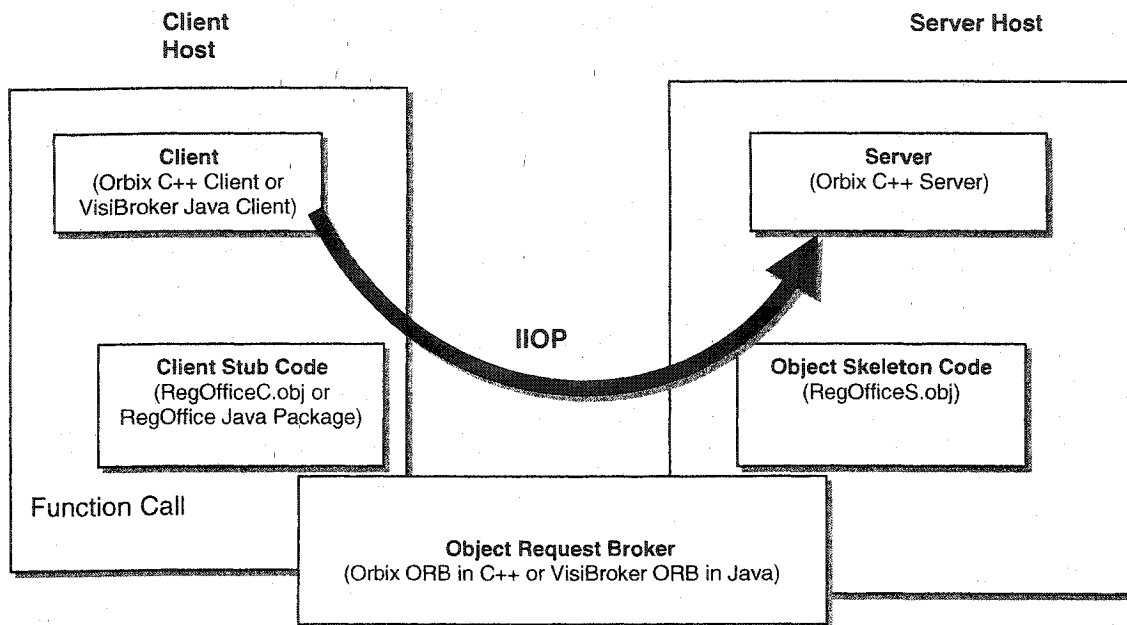 Client
Host
Server Host
Client
(Orbix C++ Client or
VisiBroker Java Client)
Server
(Orbix C++ Server)
IIOP
Client Stub Code
(RegOfficeC.obj or
RegOffice Java Package)
Object Skeleton Code
(RegOfficeS.obj)
Function Call
Object Request Broker
(Orbix ORB in C++ or VisiBroker ORB in Java)